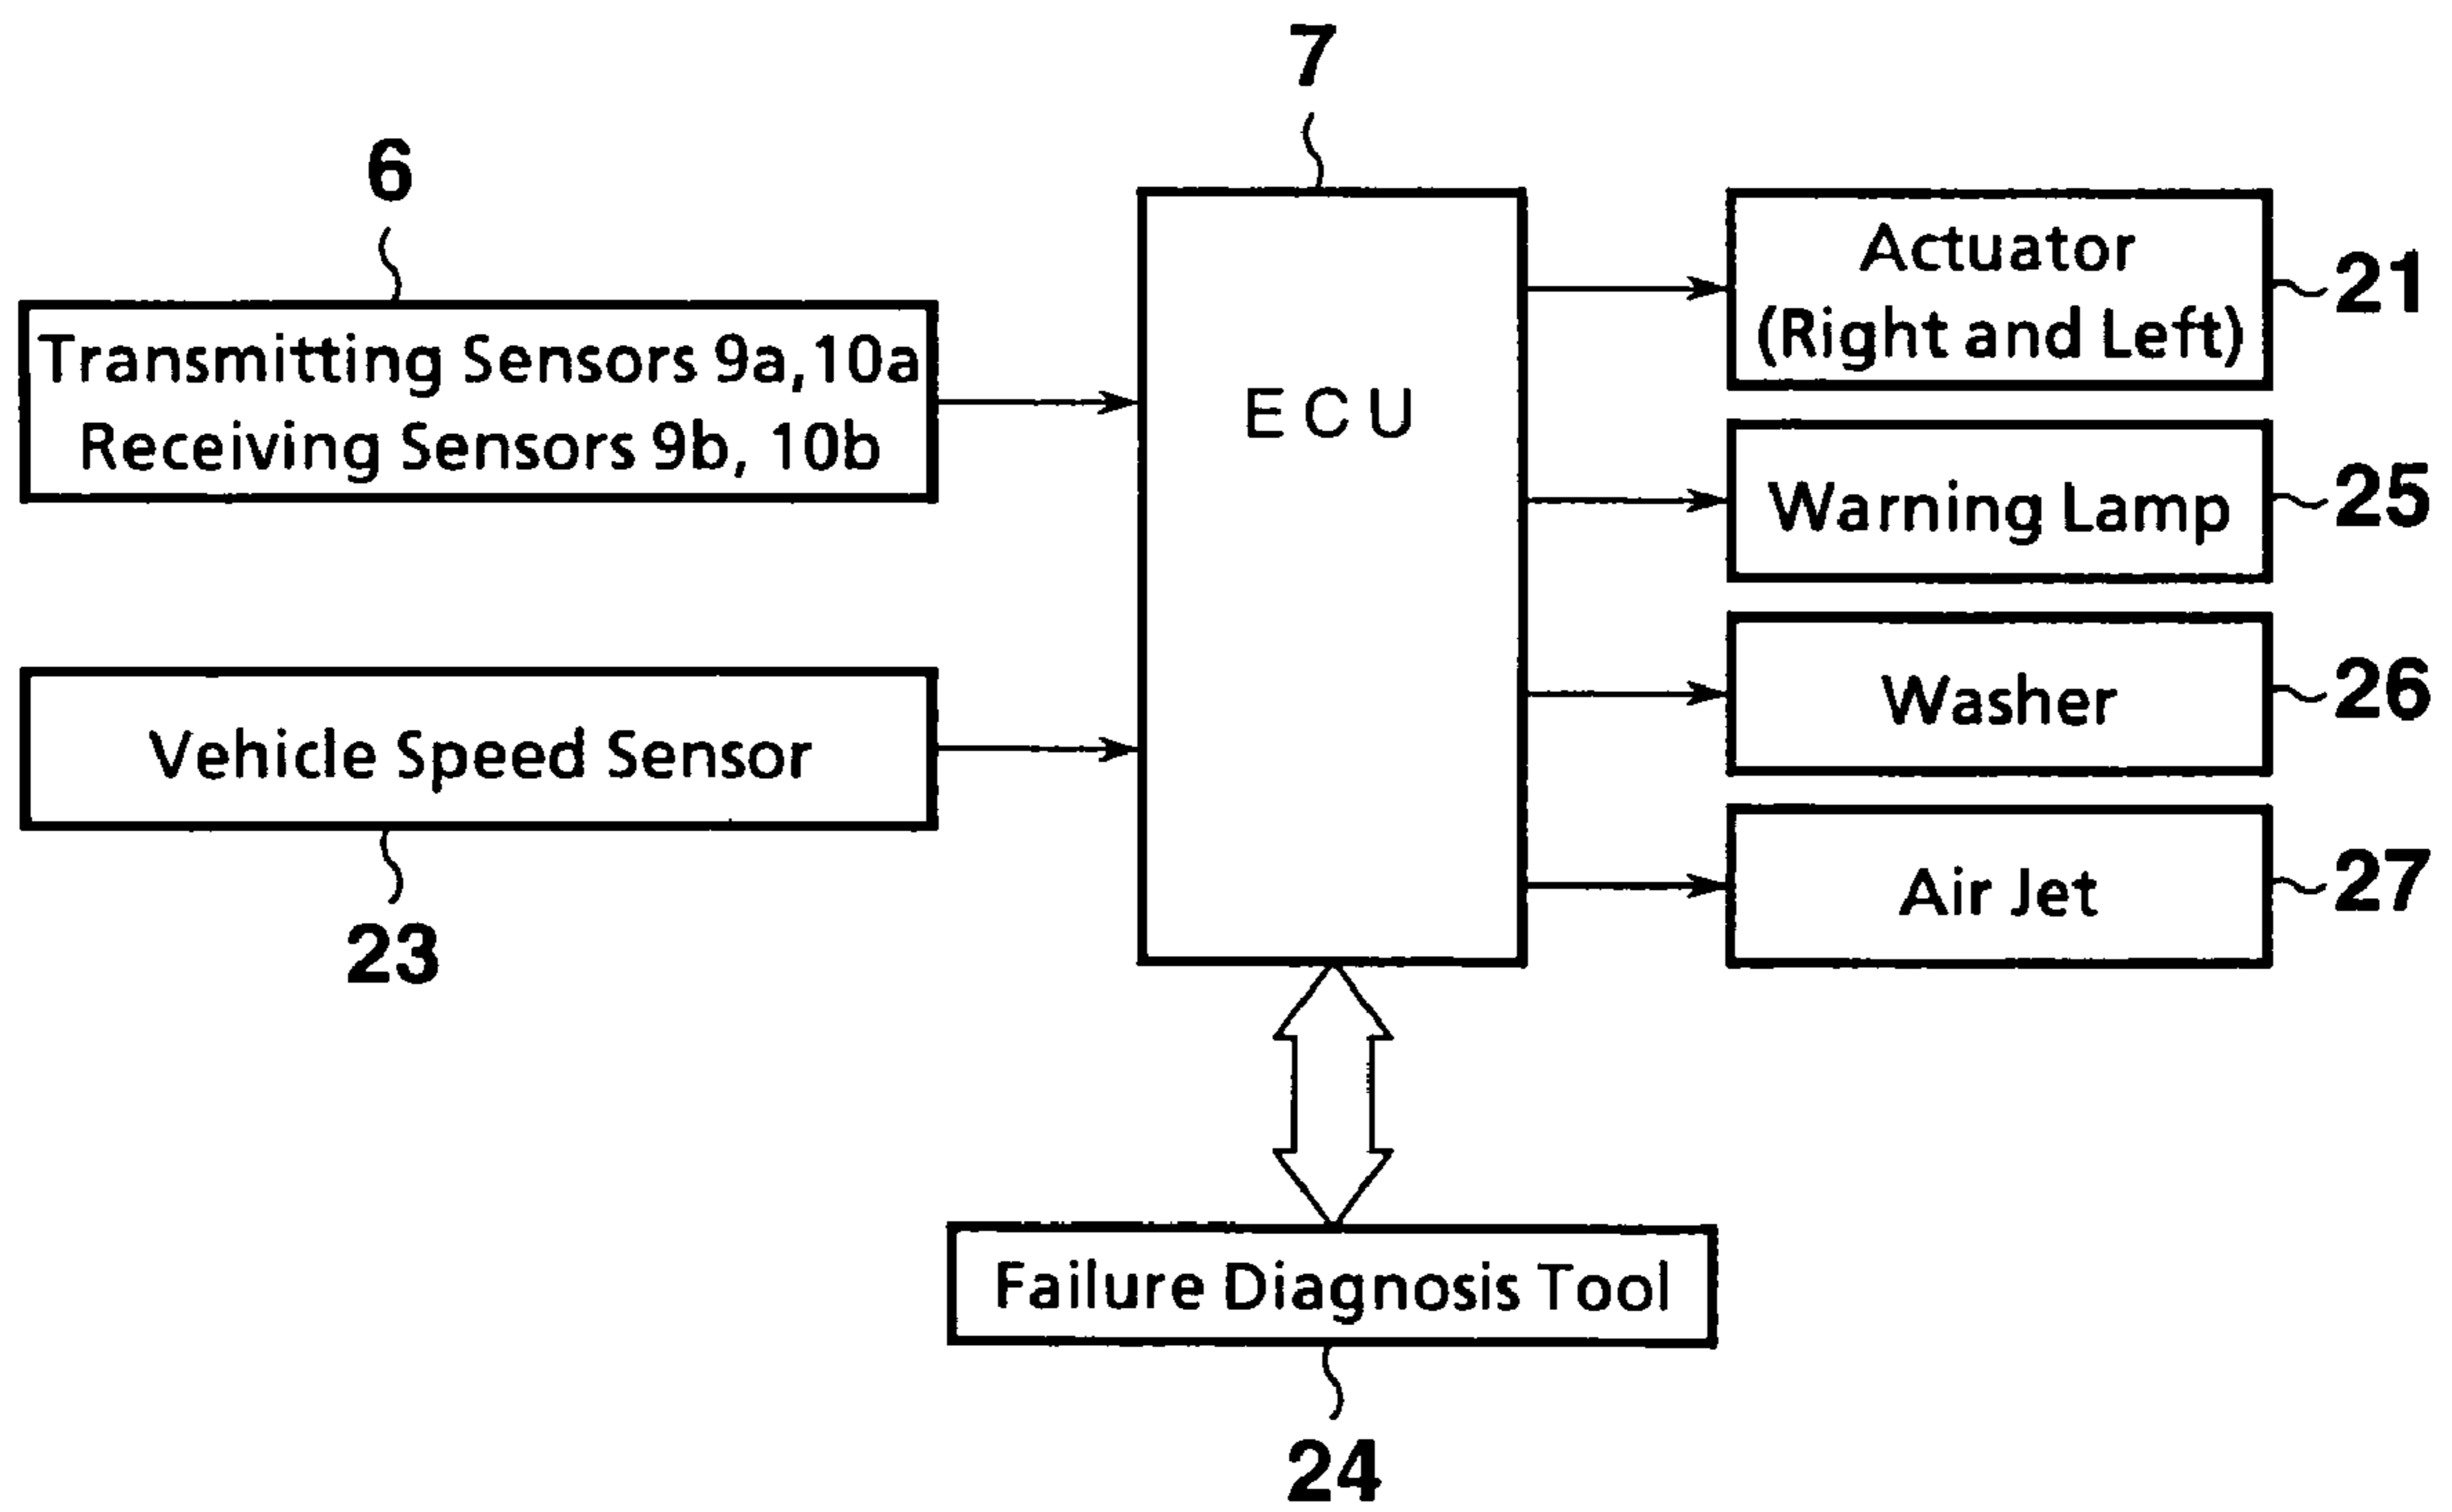 7
6
Transmitting Sensors 9a,10a
Receiving Sensors 9b, 10b
ECU
Actuator
(Right and Left)
21
Warning Lamp
25
Vehicle Speed Sensor
23
Washer
26
Air Jet
27
Failure Diagnosis Tool
24